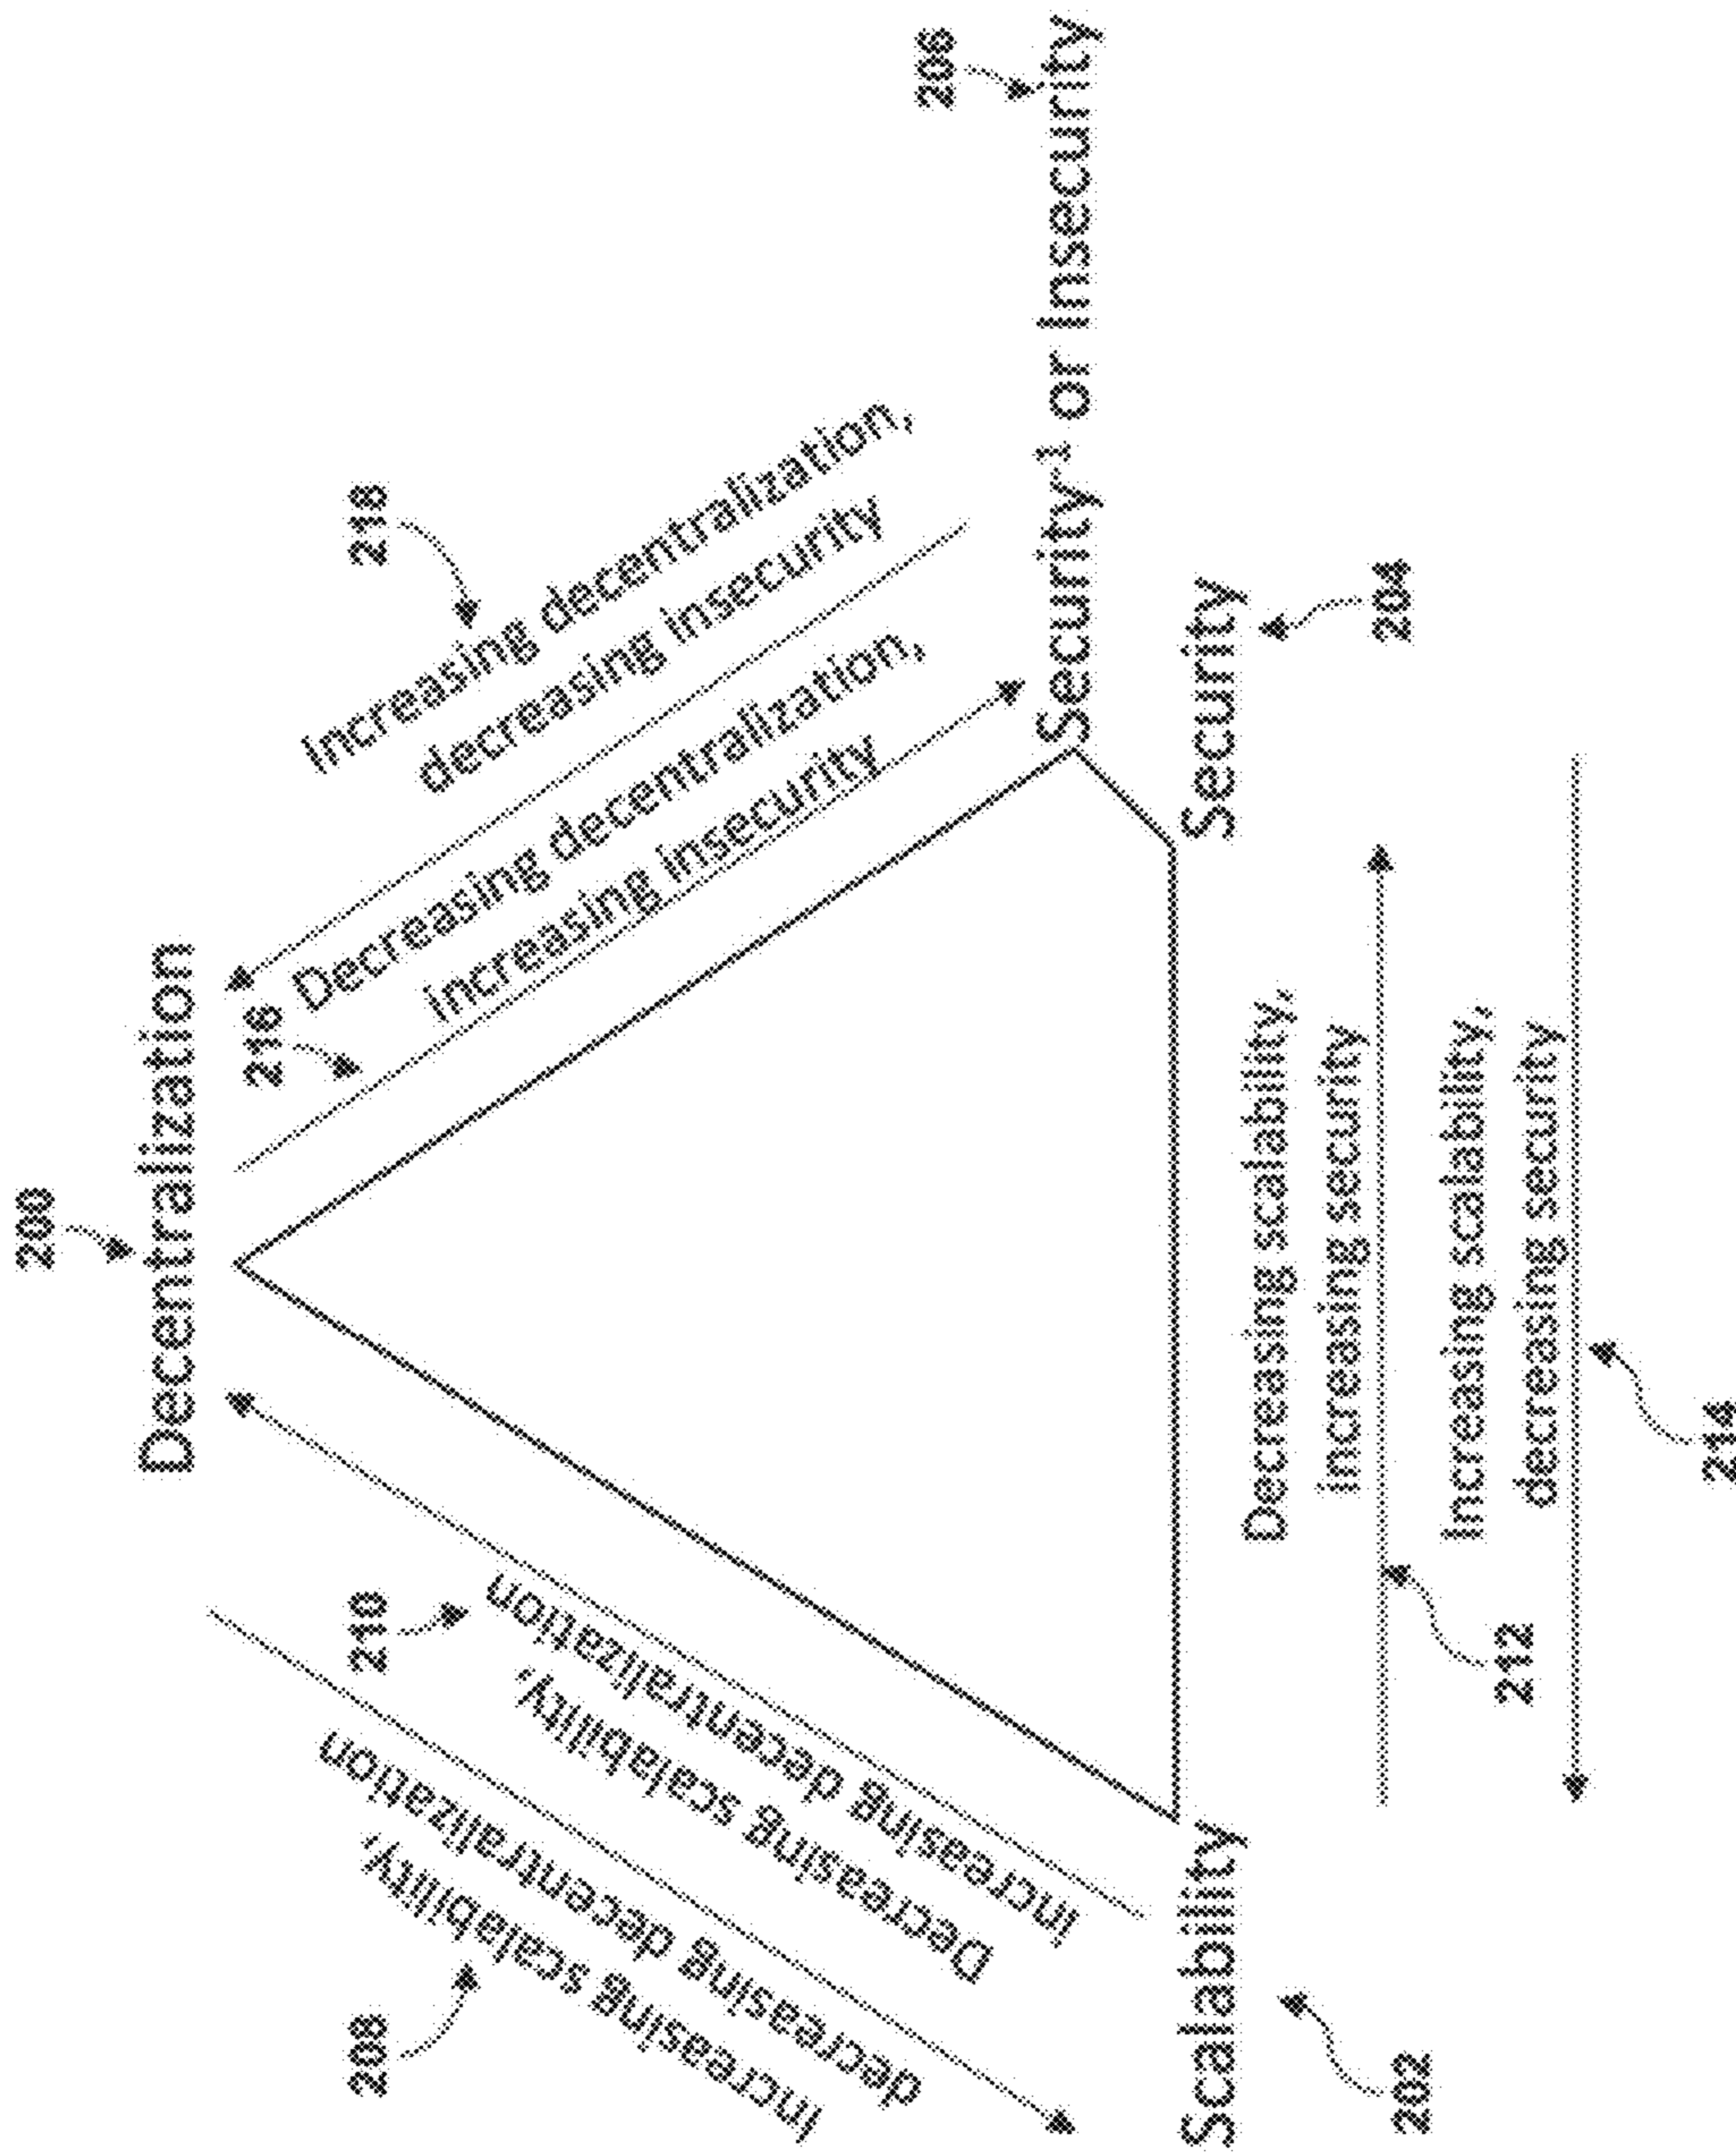 200
Decentralization
208
Increasing scalability,
decreasing decentralization
210
Decreasing scalability,
increasing decentralization
216
Decreasing decentralization,
increasing insecurity
218
Increasing decentralization,
decreasing insecurity
206
Security⁻¹ or Insecurity
Scalability
202
Security
204
Decreasing scalability,
increasing security
212
Increasing scalability,
decreasing security
214